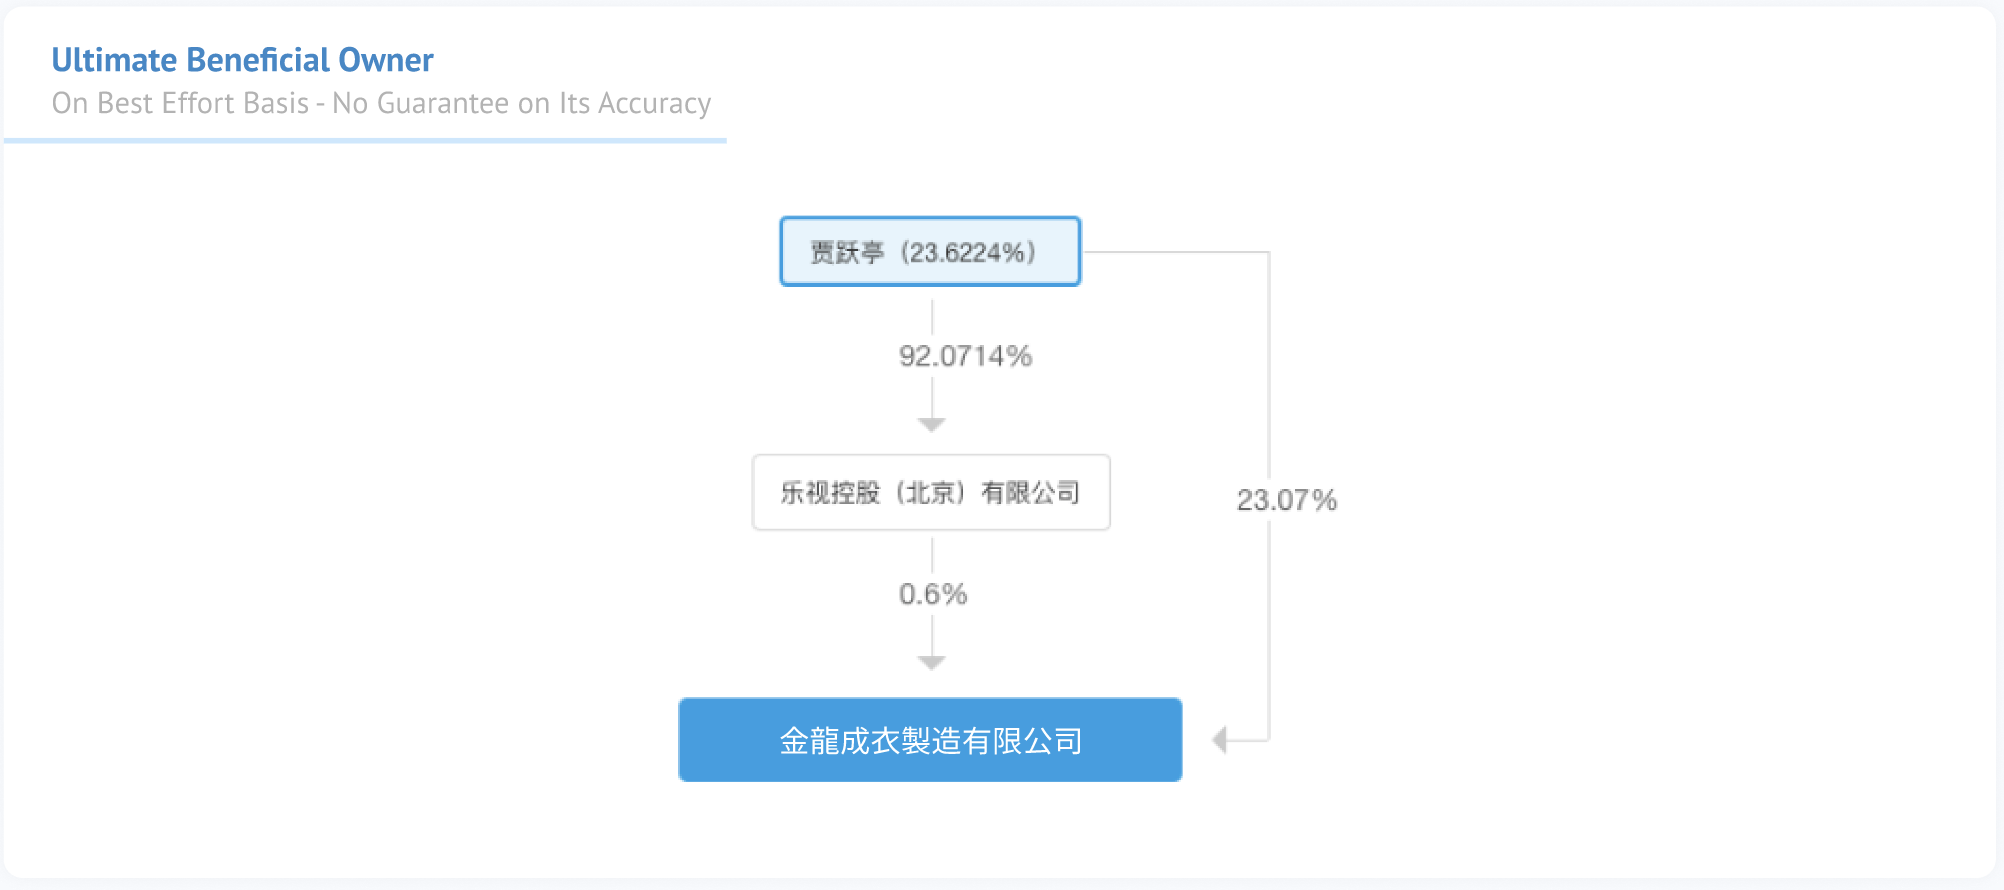 Ultimate Beneficial Owner
On Best Effort Basis - No Guarantee on Its Accuracy
贾跃亭（23.6224%）
92.0714%
乐视控股（北京）有限公司
23.07%
0.6%
金龍成衣製造有限公司